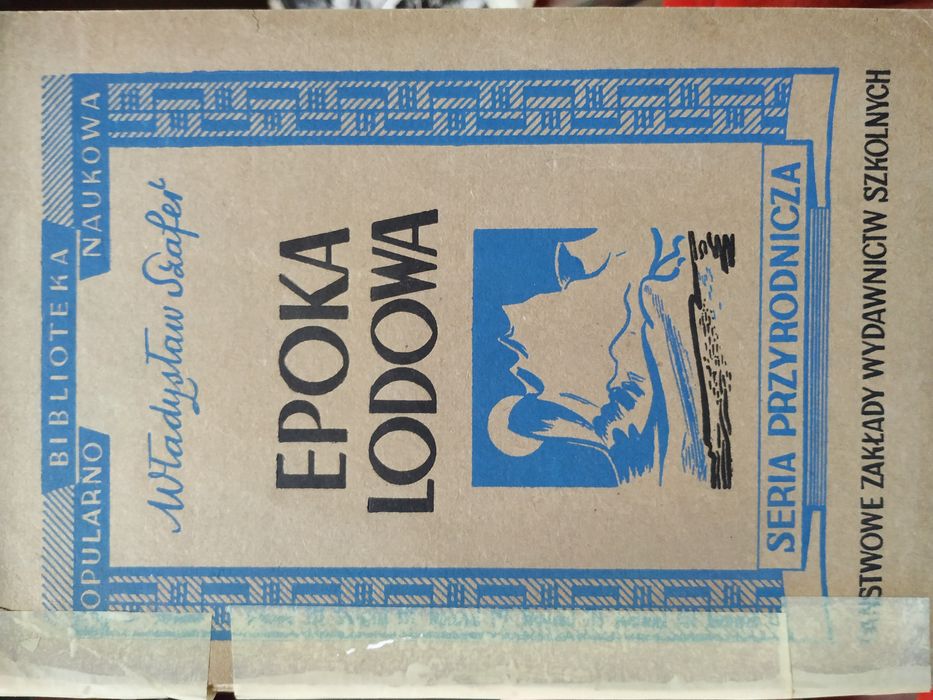 BIBLIOTEKA
OPULARNO NAUKOWA
Władysław Szafer
EPOKA
LODOWA
SERIA PRZYRODNICZA
ŃSTWOWE ZAKŁADY WYDAWNICTW SZKOLNYCH